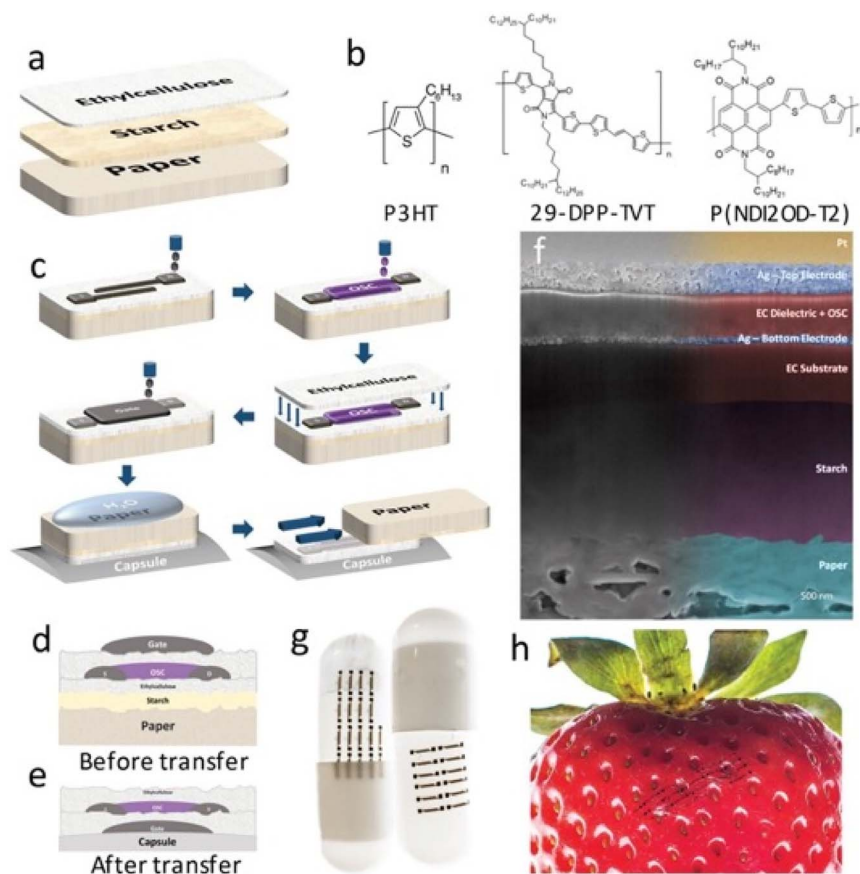 a
Ethylcellulose
Starch
Paper
b
C6H13
S
n
P3HT
C12H25
C10H21
S
O
N
N
O
S
S
S
n
C10H21
C12H25
29-DPP-TVT
C10H21
C8H17
O
N
O
S
S
n
O
N
O
C8H17
C10H21
P(NDI2OD-T2)
c
OSC
Ethylcellulose
OSC
Gate
H2O
Paper
Capsule
Paper
Capsule
d
Gate
S
OSC
D
Ethylcellulose
Starch
Paper
Before transfer
e
Ethylcellulose
OSC
Gate
Capsule
After transfer
f
Pt
Ag – Top Electrode
EC Dielectric + OSC
Ag – Bottom Electrode
EC Substrate
Starch
Paper
500 nm
g
h